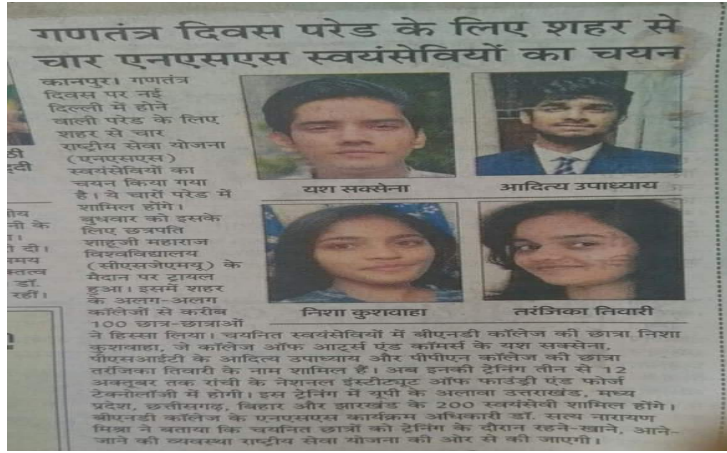 गणतंत्र दिवस परेड के लिए शहर से
चार एनएसएस स्वयंसेवियों का चयन
कानपुर। गणतंत्र
दिवस पर नई
दिल्ली में होने
वाली परेड के लिए
शहर से चार
राष्ट्रीय सेवा योजना
(एनएसएस)
स्वयंसेवियों का
चयन किया गया
है। ये चारों परेड में
शामिल होंगे।
बुधवार को इसके
लिए छत्रपति
शाहूजी महाराज
विश्वविद्यालय
(सीएसजेएमयू) के
मैदान पर ट्रायल
हुआ। इसमें शहर
के अलग-अलग
कॉलेजों से करीब
100 छात्र-छात्राओं
ने हिस्सा लिया। चयनित स्वयंसेवियों में बीएनडी कॉलेज की छात्रा निशा
कुशवाहा, जे कॉलेज ऑफ आर्ट्स एंड कॉमर्स के यश सक्सेना,
पीएसआईटी के आदित्य उपाध्याय और पीपीएन कॉलेज की छात्रा
तरंजिका तिवारी के नाम शामिल हैं। अब इनकी ट्रेनिंग तीन से 12
अक्तूबर तक रांची के नेशनल इंस्टीट्यूट ऑफ फाउंड्री एंड फोर्ज
टेक्नोलॉजी में होगी। इस ट्रेनिंग में यूपी के अलावा उत्तराखंड, मध्य
प्रदेश, छत्तीसगढ़, बिहार और झारखंड के 200 स्वयंसेवी शामिल होंगे।
बीएनडी कॉलेज के एनएसएस कार्यक्रम अधिकारी डॉ. सत्य नारायण
मिश्रा ने बताया कि चयनित छात्रों को ट्रेनिंग के दौरान रहने-खाने, आने-
जाने की व्यवस्था राष्ट्रीय सेवा योजना की ओर से की जाएगी।
यश सक्सेना
आदित्य उपाध्याय
निशा कुशवाहा
तरंजिका तिवारी